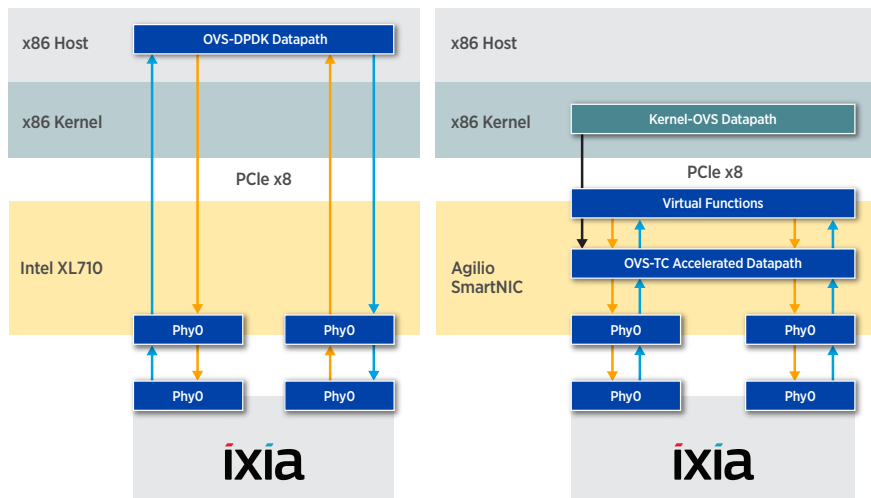 x86 Host
OVS-DPDK Datapath
x86 Kernel
PCIe x8
Intel XL710
Phy0
Phy0
Phy0
Phy0
ixia
x86 Host
x86 Kernel
Kernel-OVS Datapath
PCIe x8
Virtual Functions
Agilio
SmartNIC
OVS-TC Accelerated Datapath
Phy0
Phy0
Phy0
Phy0
ixia